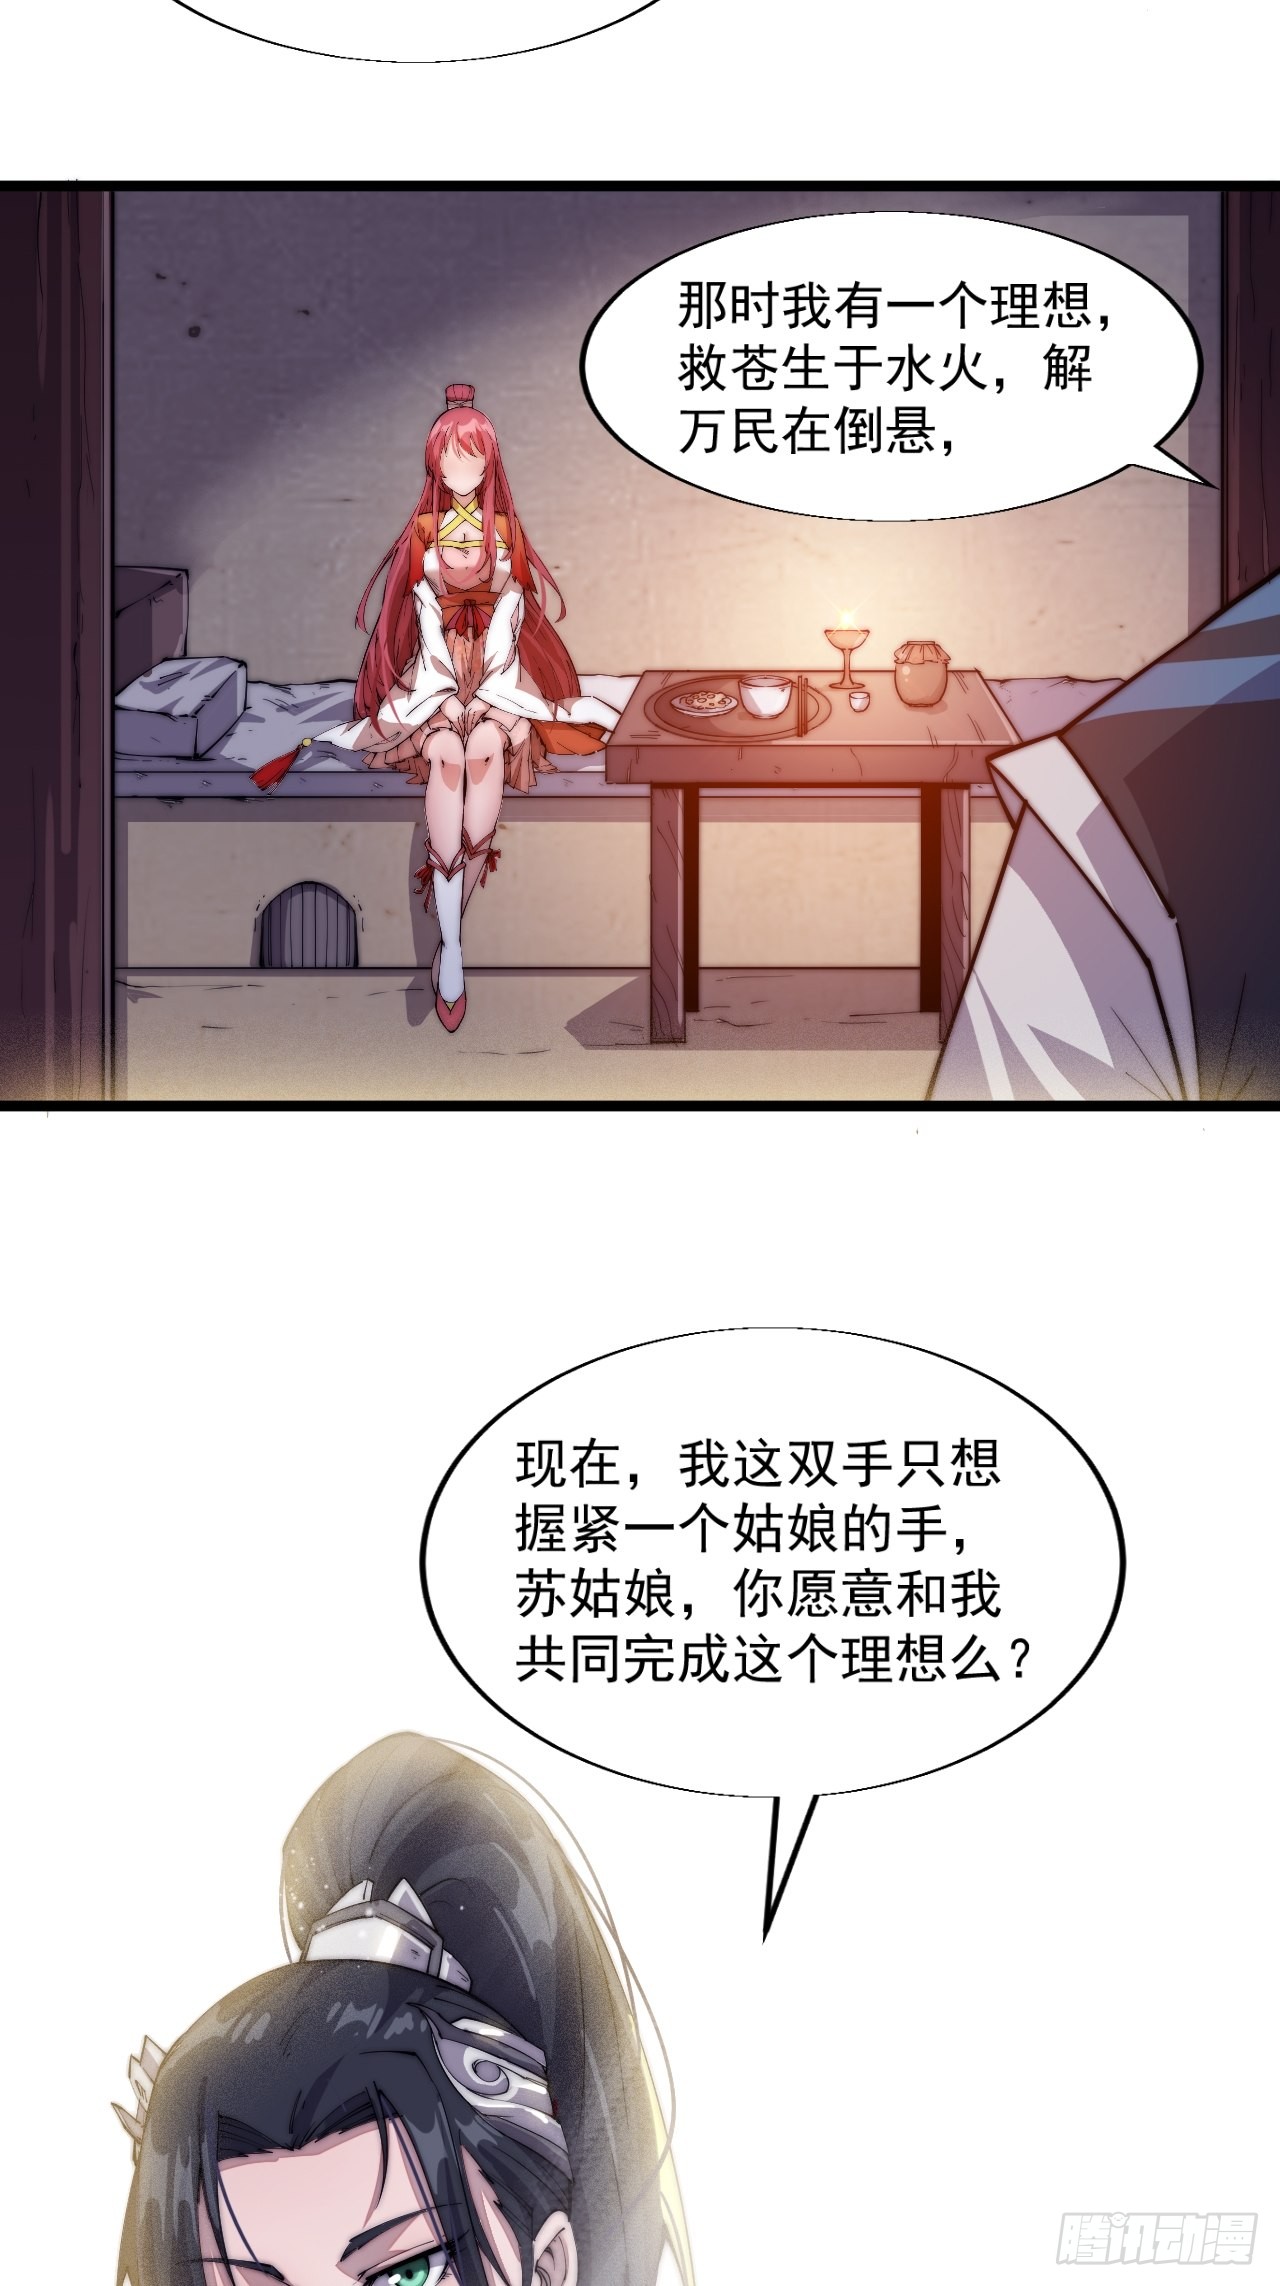 那时我有一个理想，
救苍生于水火，解
万民在倒悬，
现在，我这双手只想
握紧一个姑娘的手，
苏姑娘，你愿意和我
共同完成这个理想么？
腾讯动漫